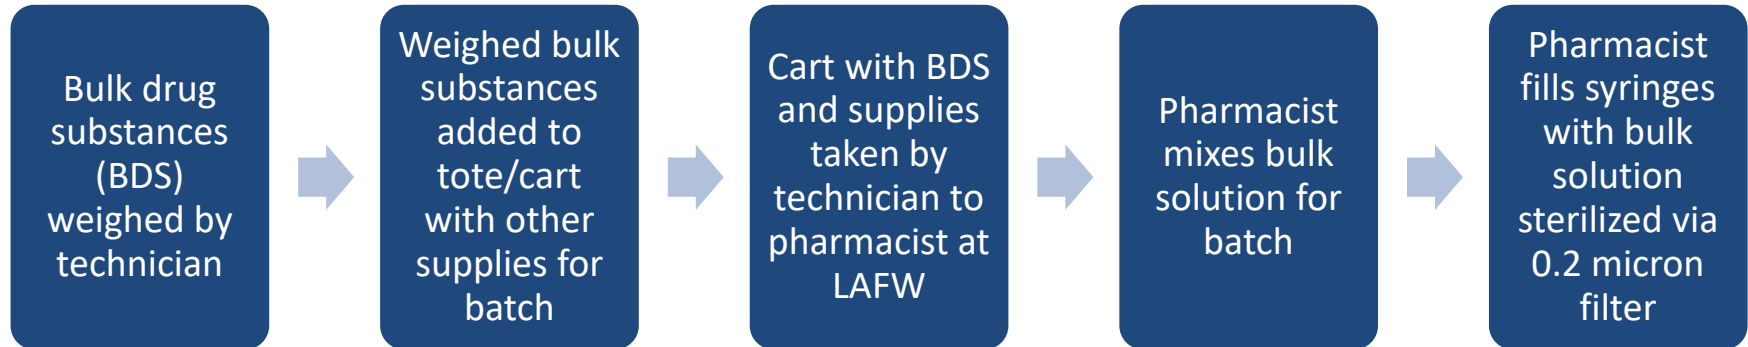 Bulk drug
substances
(BDS)
weighed by
technician
Weighed bulk
substances
added to
tote/cart
with other
supplies for
batch
Cart with BDS
and supplies
taken by
technician to
pharmacist at
LAFW
Pharmacist
mixes bulk
solution for
batch
Pharmacist
fills syringes
with bulk
solution
sterilized via
0.2 micron
filter